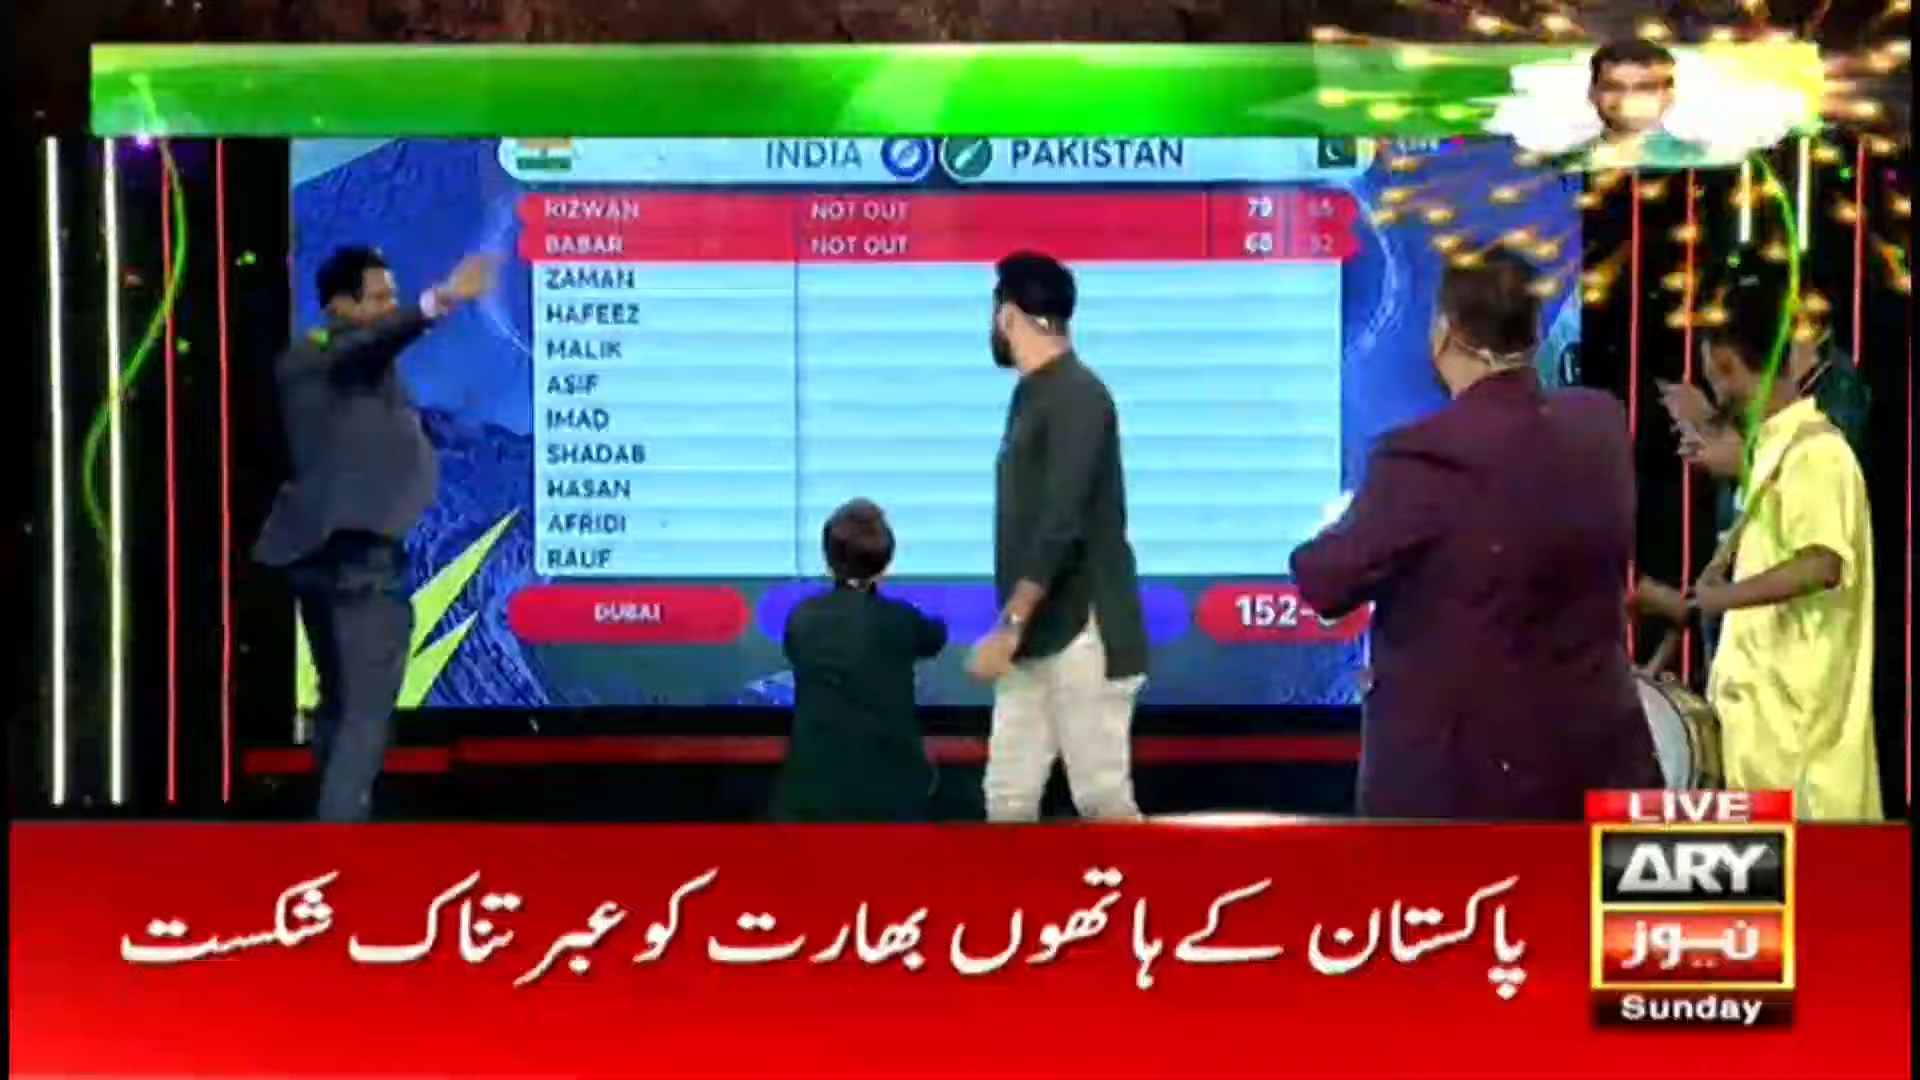 INDIA PAKISTAN
RIZWAN NOT OUT 79
BABAR NOT OUT 68
ZAMAN
HAFEEZ
MALIK
ASIF
IMAD
SHADAB
HASAN
AFRIDI
RAUF
DUBAI 152-
LIVE
ARY
نیوز
Sunday
پاکستان کے ہاتھوں بھارت کو عبرتناک شکست